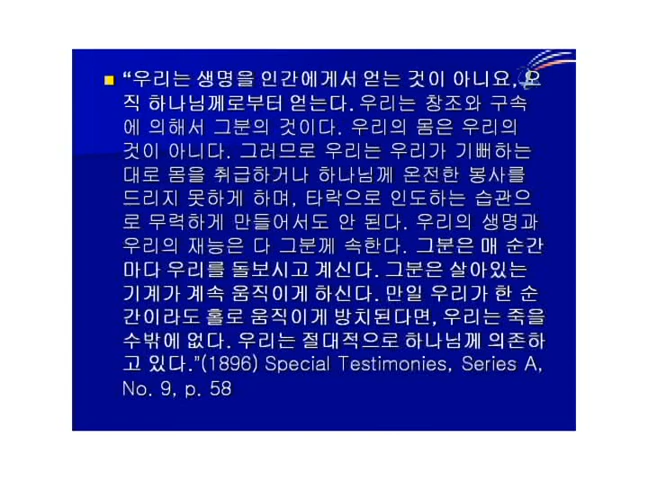 “우리는 생명을 인간에게서 얻는 것이 아니요, 오
직 하나님께로부터 얻는다. 우리는 창조와 구속
에 의해서 그분의 것이다. 우리의 몸은 우리의
것이 아니다. 그러므로 우리는 우리가 기뻐하는
대로 몸을 취급하거나 하나님께 온전한 봉사를
드리지 못하게 하며, 타락으로 인도하는 습관으
로 무력하게 만들어서도 안 된다. 우리의 생명과
우리의 재능은 다 그분께 속한다. 그분은 매 순간
마다 우리를 돌보시고 계신다. 그분은 살아있는
기계가 계속 움직이게 하신다. 만일 우리가 한 순
간이라도 홀로 움직이게 방치된다면, 우리는 죽을
수밖에 없다. 우리는 절대적으로 하나님께 의존하
고 있다."(1896) Special Testimonies, Series A,
No. 9, p. 58